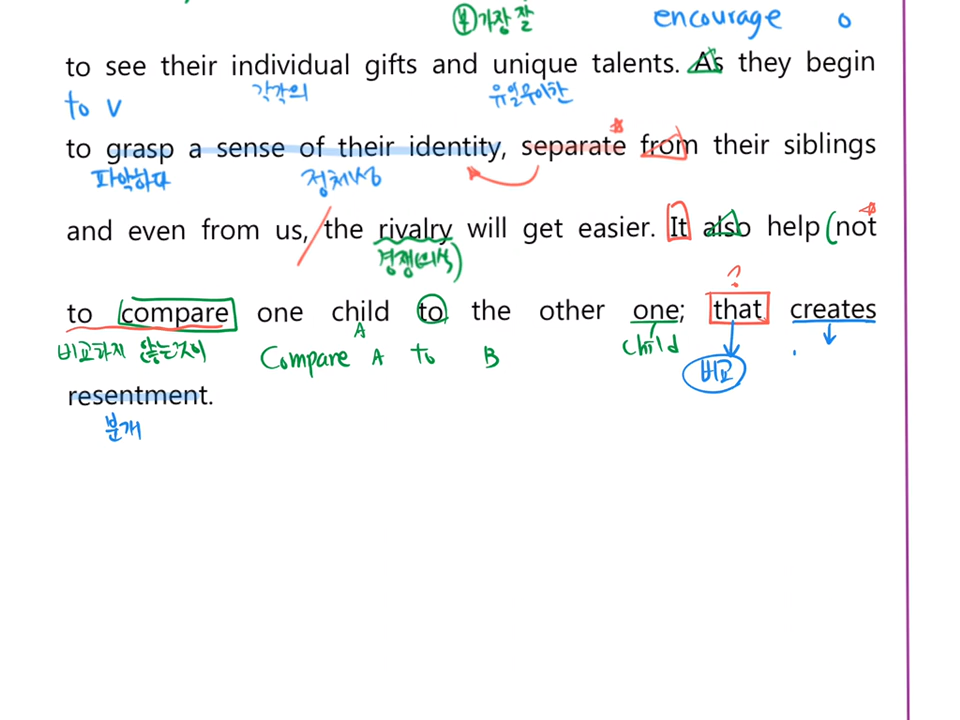 부 가장 잘 encourage o
to see their individual gifts and unique talents. As they begin
to v 각각의 유일무이한
to grasp a sense of their identity, separate from their siblings
파악하다 정체성
and even from us, the rivalry will get easier. It also help (not
경쟁(의식) ?
to compare one child to the other one; that creates
비교하지 않는것이 A Compare A to B child 비교
resentment.
분개